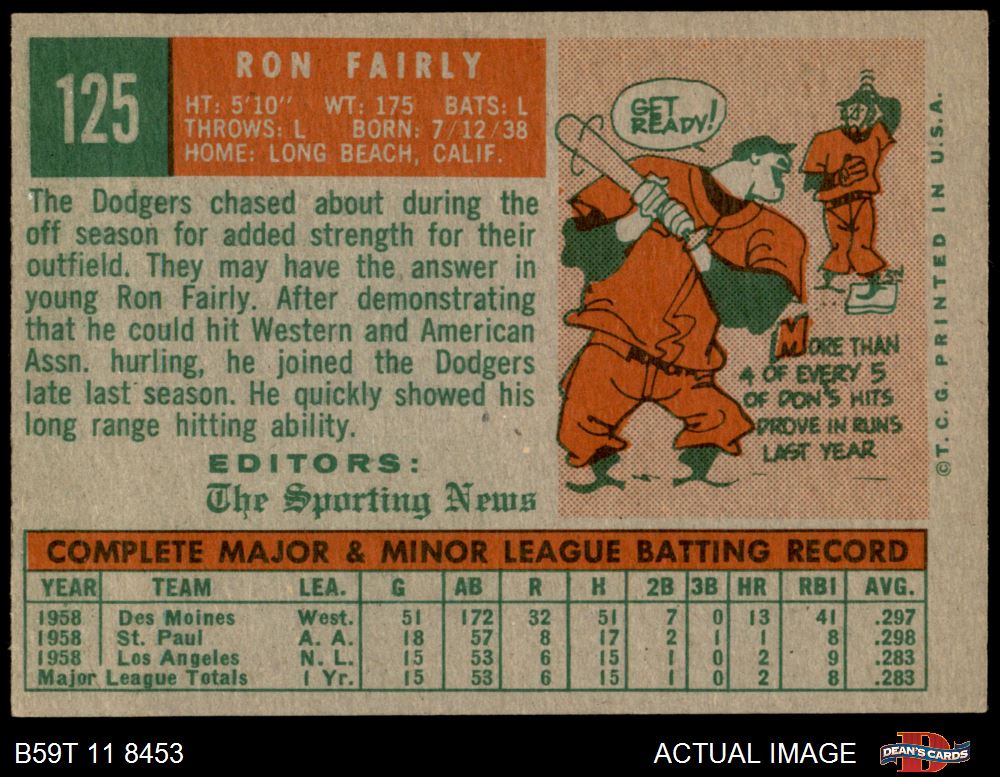 125
RON FAIRLY
HT: 5'10" WT: 175 BATS: L
THROWS: L BORN: 7/12/38
HOME: LONG BEACH, CALIF.
The Dodgers chased about during the
off season for added strength for their
outfield. They may have the answer in
young Ron Fairly. After demonstrating
that he could hit Western and American
Assn. hurling, he joined the Dodgers
late last season. He quickly showed his
long range hitting ability.
EDITORS:
The Sporting News
GET
READY!
MORE THAN
4 OF EVERY 5
OF DON'S HITS
DROVE IN RUNS
LAST YEAR
©T. C. G. PRINTED IN U.S.A.
COMPLETE MAJOR & MINOR LEAGUE BATTING RECORD
YEAR TEAM LEA. G AB R H 2B 3B HR RBI AVG.
1958 Des Moines West. 51 172 32 51 7 0 13 41 .297
1958 St. Paul A. A. 18 57 8 17 2 1 1 8 .298
1958 Los Angeles N. L. 15 53 6 15 1 0 2 9 .283
Major League Totals 1 Yr. 15 53 6 15 1 0 2 8 .283
B59T 11 8453
ACTUAL IMAGE
DEAN'S CARDS